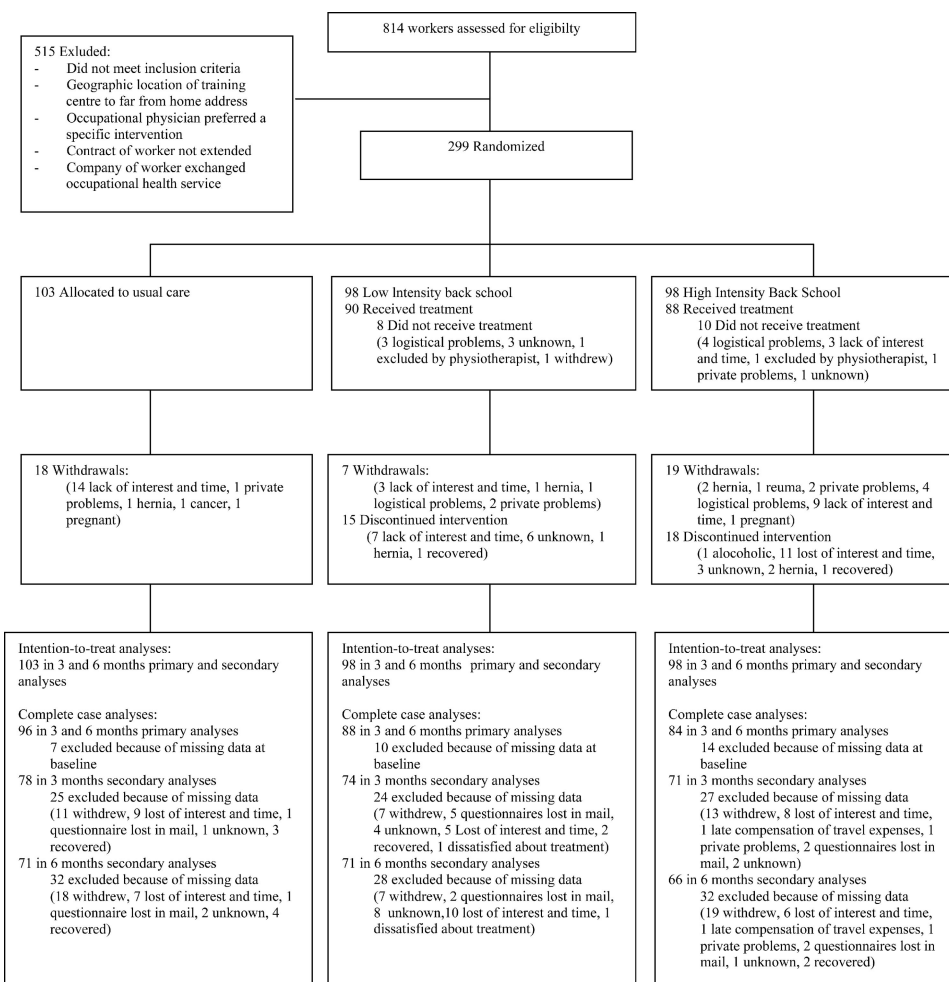 814 workers assessed for eligibilty
515 Exluded:
- Did not meet inclusion criteria
- Geographic location of training
centre to far from home address
- Occupational physician preferred a
specific intervention
- Contract of worker not extended
- Company of worker exchanged
occupational health service
299 Randomized
103 Allocated to usual care
98 Low Intensity back school
90 Received treatment
8 Did not receive treatment
(3 logistical problems, 3 unknown, 1
excluded by physiotherapist, 1 withdrew)
98 High Intensity Back School
88 Received treatment
10 Did not receive treatment
(4 logistical problems, 3 lack of interest
and time, 1 excluded by physiotherapist, 1
private problems, 1 unknown)
18 Withdrawals:
(14 lack of interest and time, 1 private
problems, 1 hernia, 1 cancer, 1
pregnant)
7 Withdrawals:
(3 lack of interest and time, 1 hernia, 1
logistical problems, 2 private problems)
15 Discontinued intervention
(7 lack of interest and time, 6 unknown, 1
hernia, 1 recovered)
19 Withdrawals:
(2 hernia, 1 reuma, 2 private problems, 4
logistical problems, 9 lack of interest and
time, 1 pregnant)
18 Discontinued intervention
(1 alocoholic, 11 lost of interest and time,
3 unknown, 2 hernia, 1 recovered)
Intention-to-treat analyses:
103 in 3 and 6 months primary and secondary
analyses
Complete case analyses:
96 in 3 and 6 months primary analyses
7 excluded because of missing data at
baseline
78 in 3 months secondary analyses
25 excluded because of missing data
(11 withdrew, 9 lost of interest and time, 1
questionnaire lost in mail, 1 unknown, 3
recovered)
71 in 6 months secondary analyses
32 excluded because of missing data
(18 withdrew, 7 lost of interest and time, 1
questionnaire lost in mail, 2 unknown, 4
recovered)
Intention-to-treat analyses:
98 in 3 and 6 months primary and secondary
analyses
Complete case analyses:
88 in 3 and 6 months primary analyses
10 excluded because of missing data at
baseline
74 in 3 months secondary analyses
24 excluded because of missing data
(7 withdrew, 5 questionnaires lost in mail,
4 unknown, 5 Lost of interest and time, 2
recovered, 1 dissatisfied about treatment)
71 in 6 months secondary analyses
28 excluded because of missing data
(7 withdrew, 2 questionnaires lost in mail,
8 unknown,10 lost of interest and time, 1
dissatisfied about treatment)
Intention-to-treat analyses:
98 in 3 and 6 months primary and secondary
analyses
Complete case analyses:
84 in 3 and 6 months primary analyses
14 excluded because of missing data at
baseline
71 in 3 months secondary analyses
27 excluded because of missing data
(13 withdrew, 8 lost of interest and time,
1 late compensation of travel expenses, 1
private problems, 2 questionnaires lost in
mail, 2 unknown)
66 in 6 months secondary analyses
32 excluded because of missing data
(19 withdrew, 6 lost of interest and time,
1 late compensation of travel expenses, 1
private problems, 2 questionnaires lost in
mail, 1 unknown, 2 recovered)